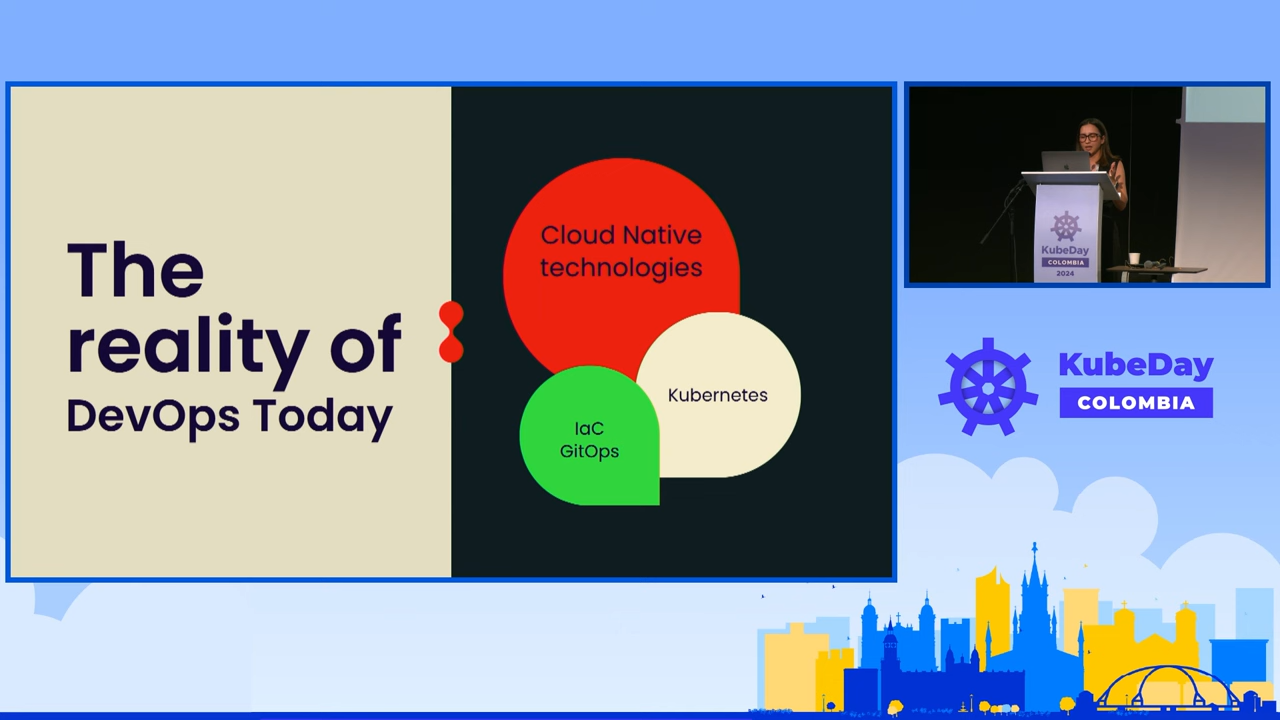 The
reality of
DevOps Today
Cloud Native
technologies
Kubernetes
IaC
GitOps
KubeDay
COLOMBIA
2024
KubeDay
COLOMBIA